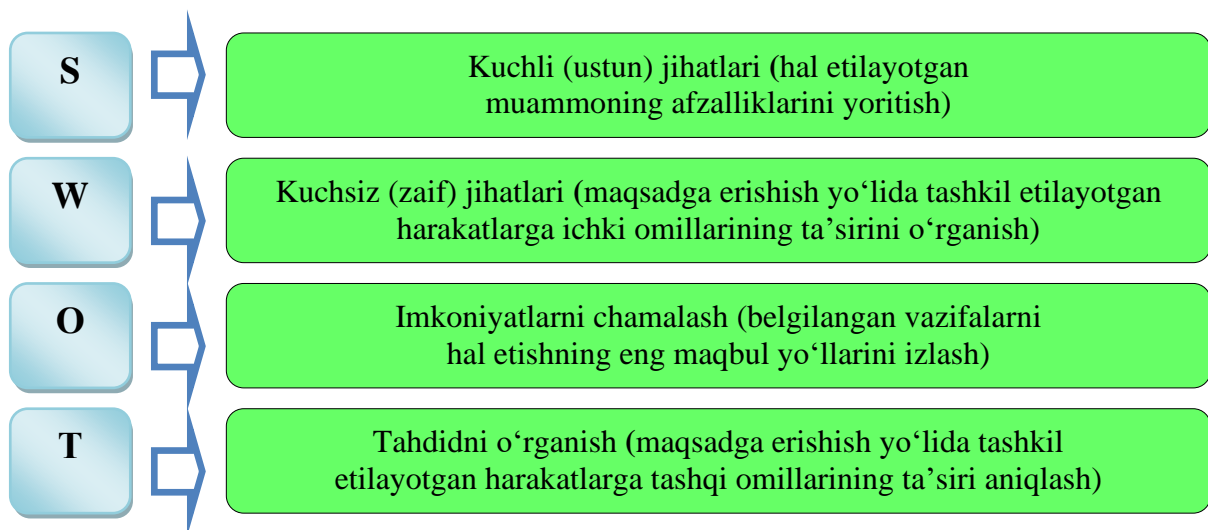 S
Kuchli (ustun) jihatlari (hal etilayotgan
muammoning afzalliklarini yoritish)
W
Kuchsiz (zaif) jihatlari (maqsadga erishish yo‘lida tashkil etilayotgan
harakatlarga ichki omillarining ta’sirini o‘rganish)
O
Imkoniyatlarni chamalash (belgilangan vazifalarni
hal etishning eng maqbul yo‘llarini izlash)
T
Tahdidni o‘rganish (maqsadga erishish yo‘lida tashkil
etilayotgan harakatlarga tashqi omillarining ta’siri aniqlash)